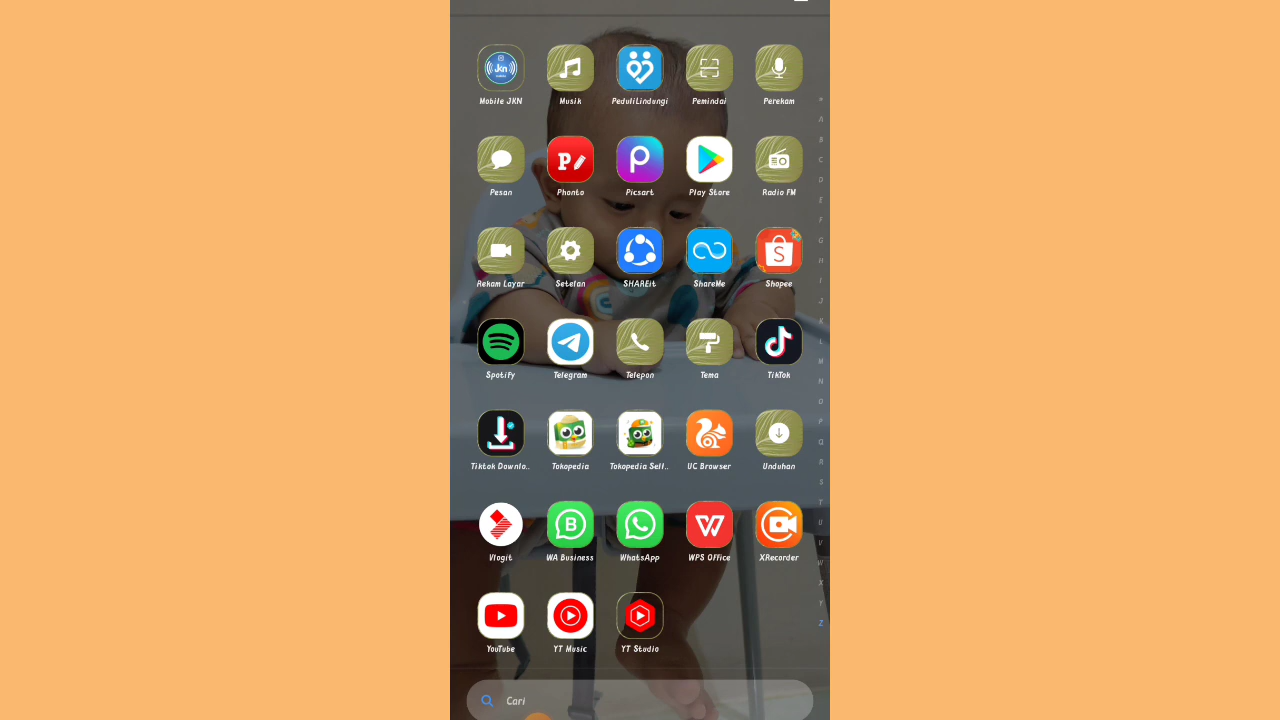 Jkn
Mobile JKN
Musik
PeduliLindungi
Pemindai
Perekam
Pesan
P
Phonto
P
Picsart
Play Store
Radio FM
Rekam Layar
Setelan
SHAREit
ShareMe
S
Shopee
Spotify
Telegram
Telepon
Tema
TikTok
Tiktok Downlo..
Tokopedia
Tokopedia Sell..
UC Browser
Unduhan
Vlogit
B
WA Business
WhatsApp
W
WPS Office
XRecorder
YouTube
YT Music
YT Studio
A
B
C
D
E
F
G
H
I
J
K
L
M
N
O
P
Q
R
S
T
U
V
W
X
Y
Z
Cari